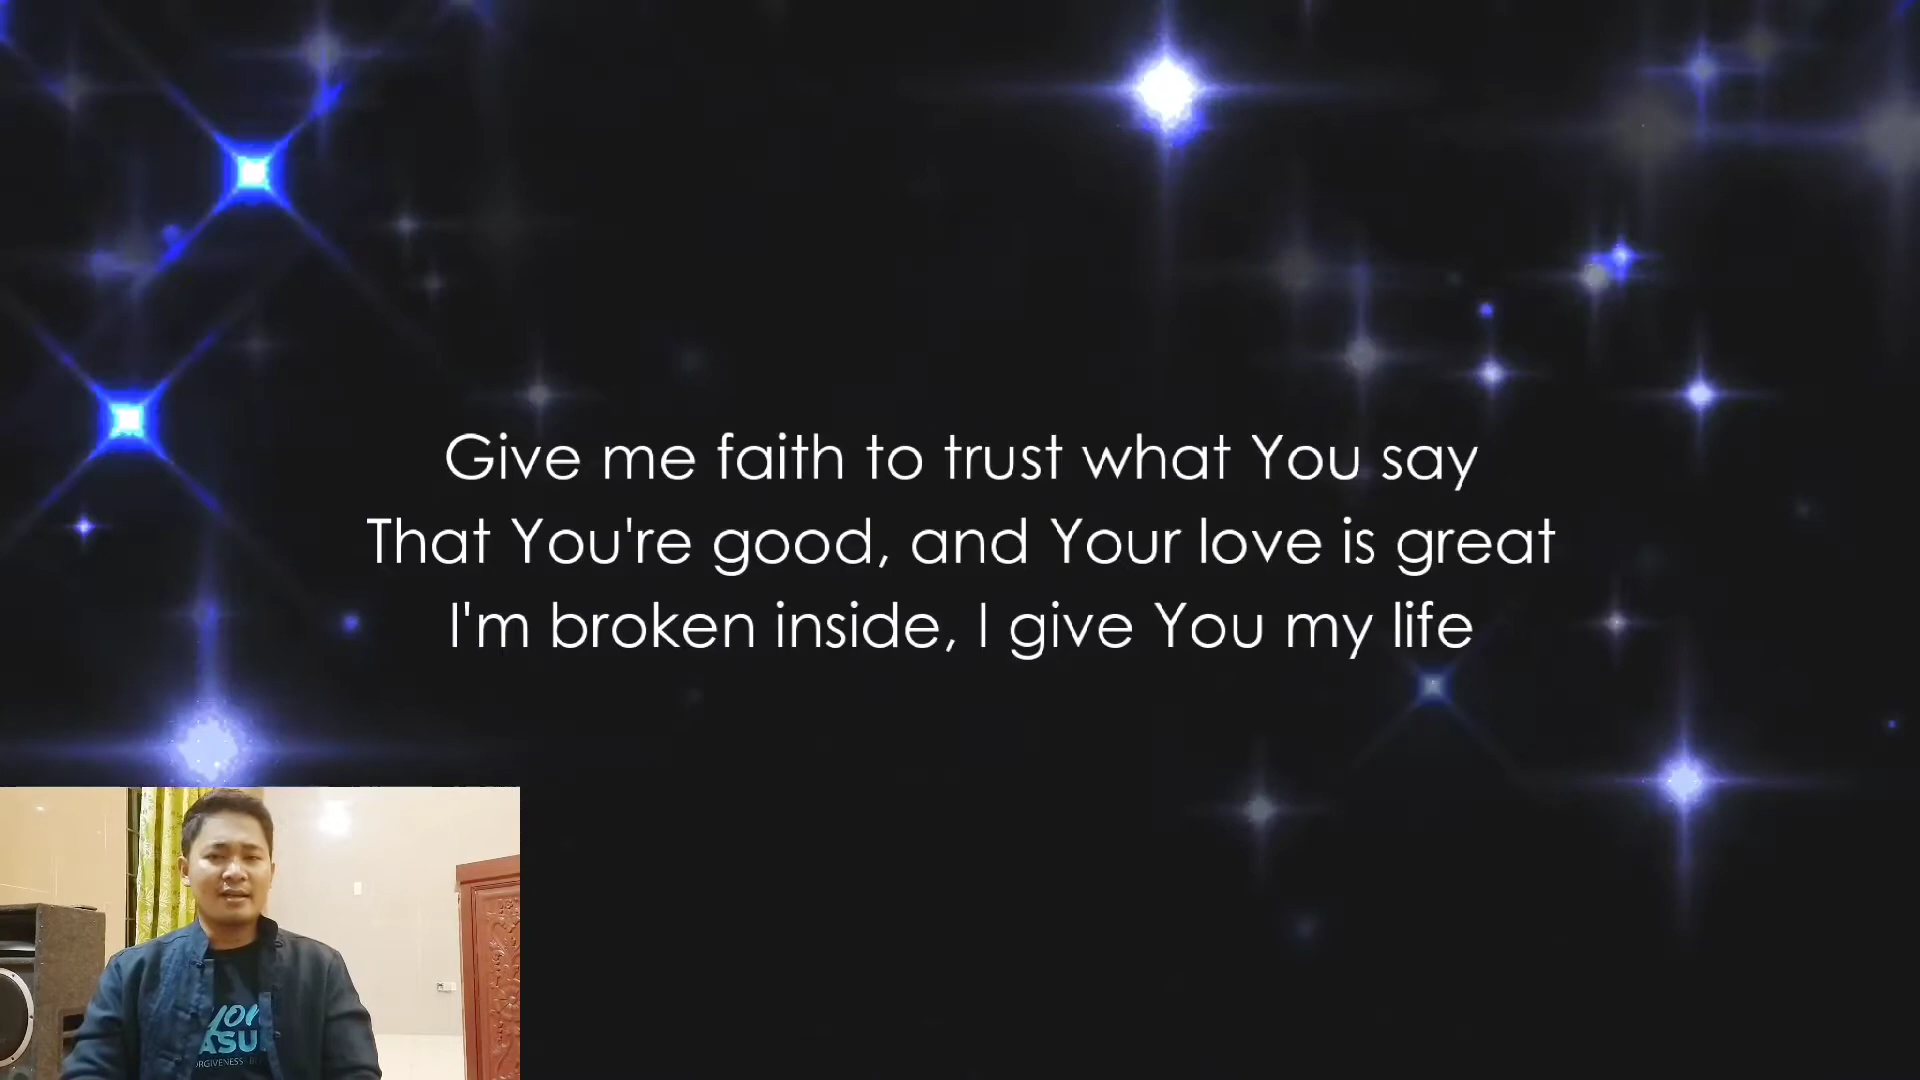 Give me faith to trust what You say
That You're good, and Your love is great
I'm broken inside, I give You my life